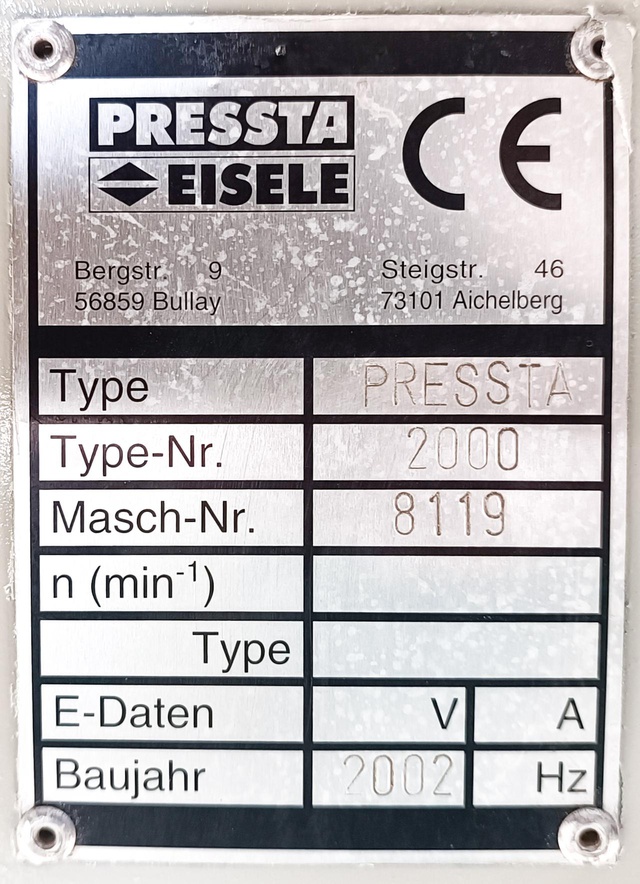 PRESSTA
EISELE
CE
Bergstr. 9
56859 Bullay
Steigstr. 46
73101 Aichelberg
Type PRESSTA
Type-Nr. 2000
Masch-Nr. 8119
n (min⁻¹)
Type
E-Daten V A
Baujahr 2002 Hz